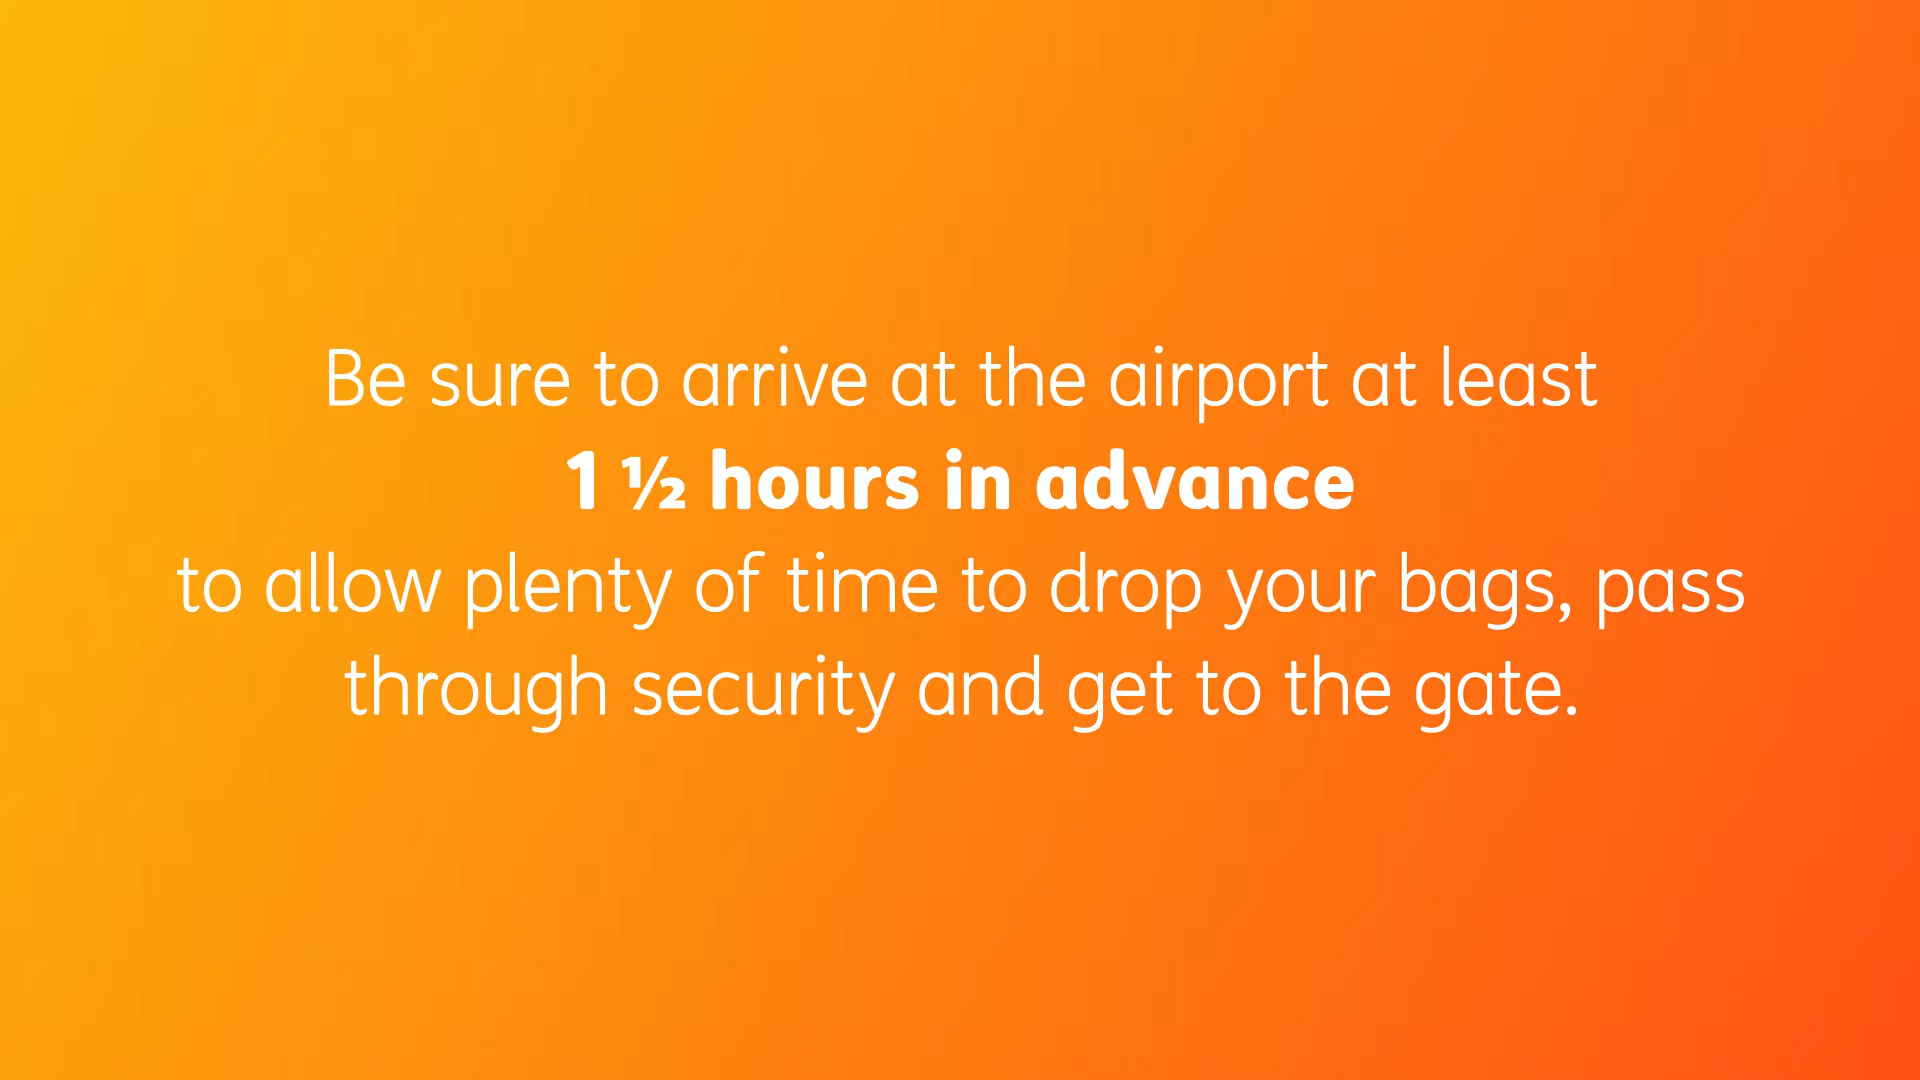 Be sure to arrive at the airport at least
1 ½ hours in advance
to allow plenty of time to drop your bags, pass
through security and get to the gate.